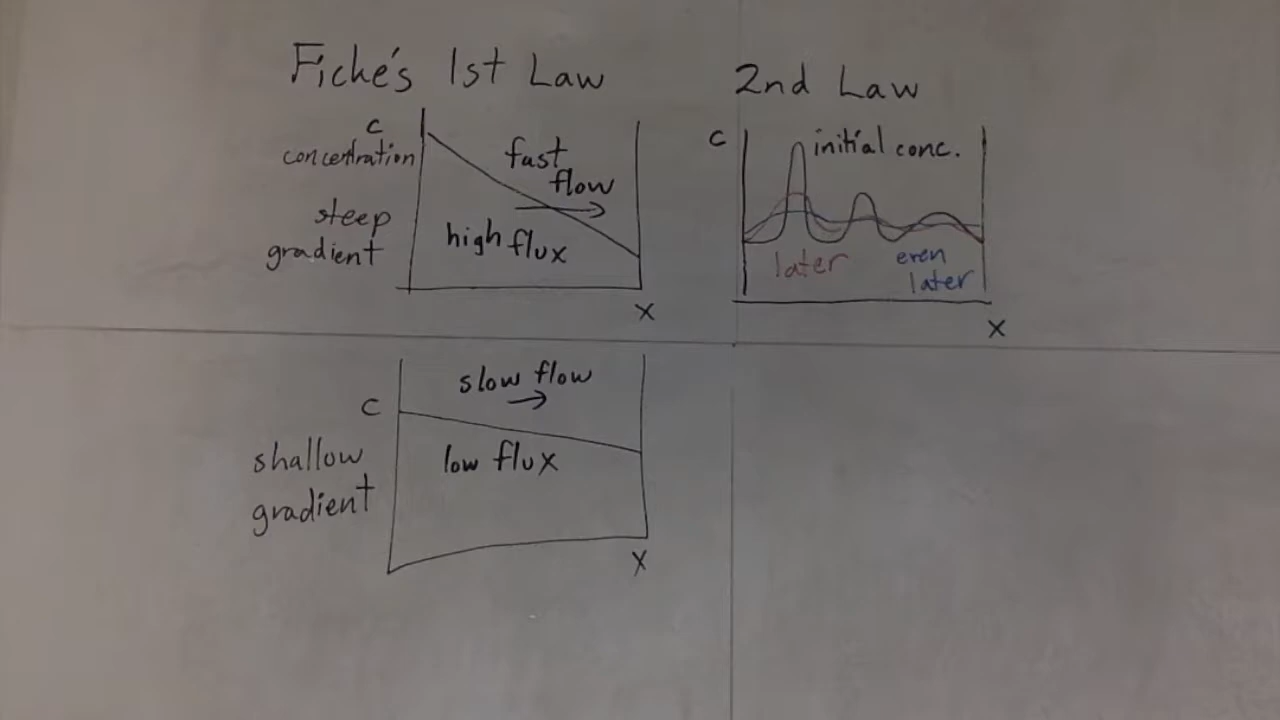 Ficke's 1st Law
c
concentration
steep
gradient
fast
flow
high flux
x
2nd Law
c
initial conc.
later
even
later
x
slow flow
c
shallow
gradient
low flux
x